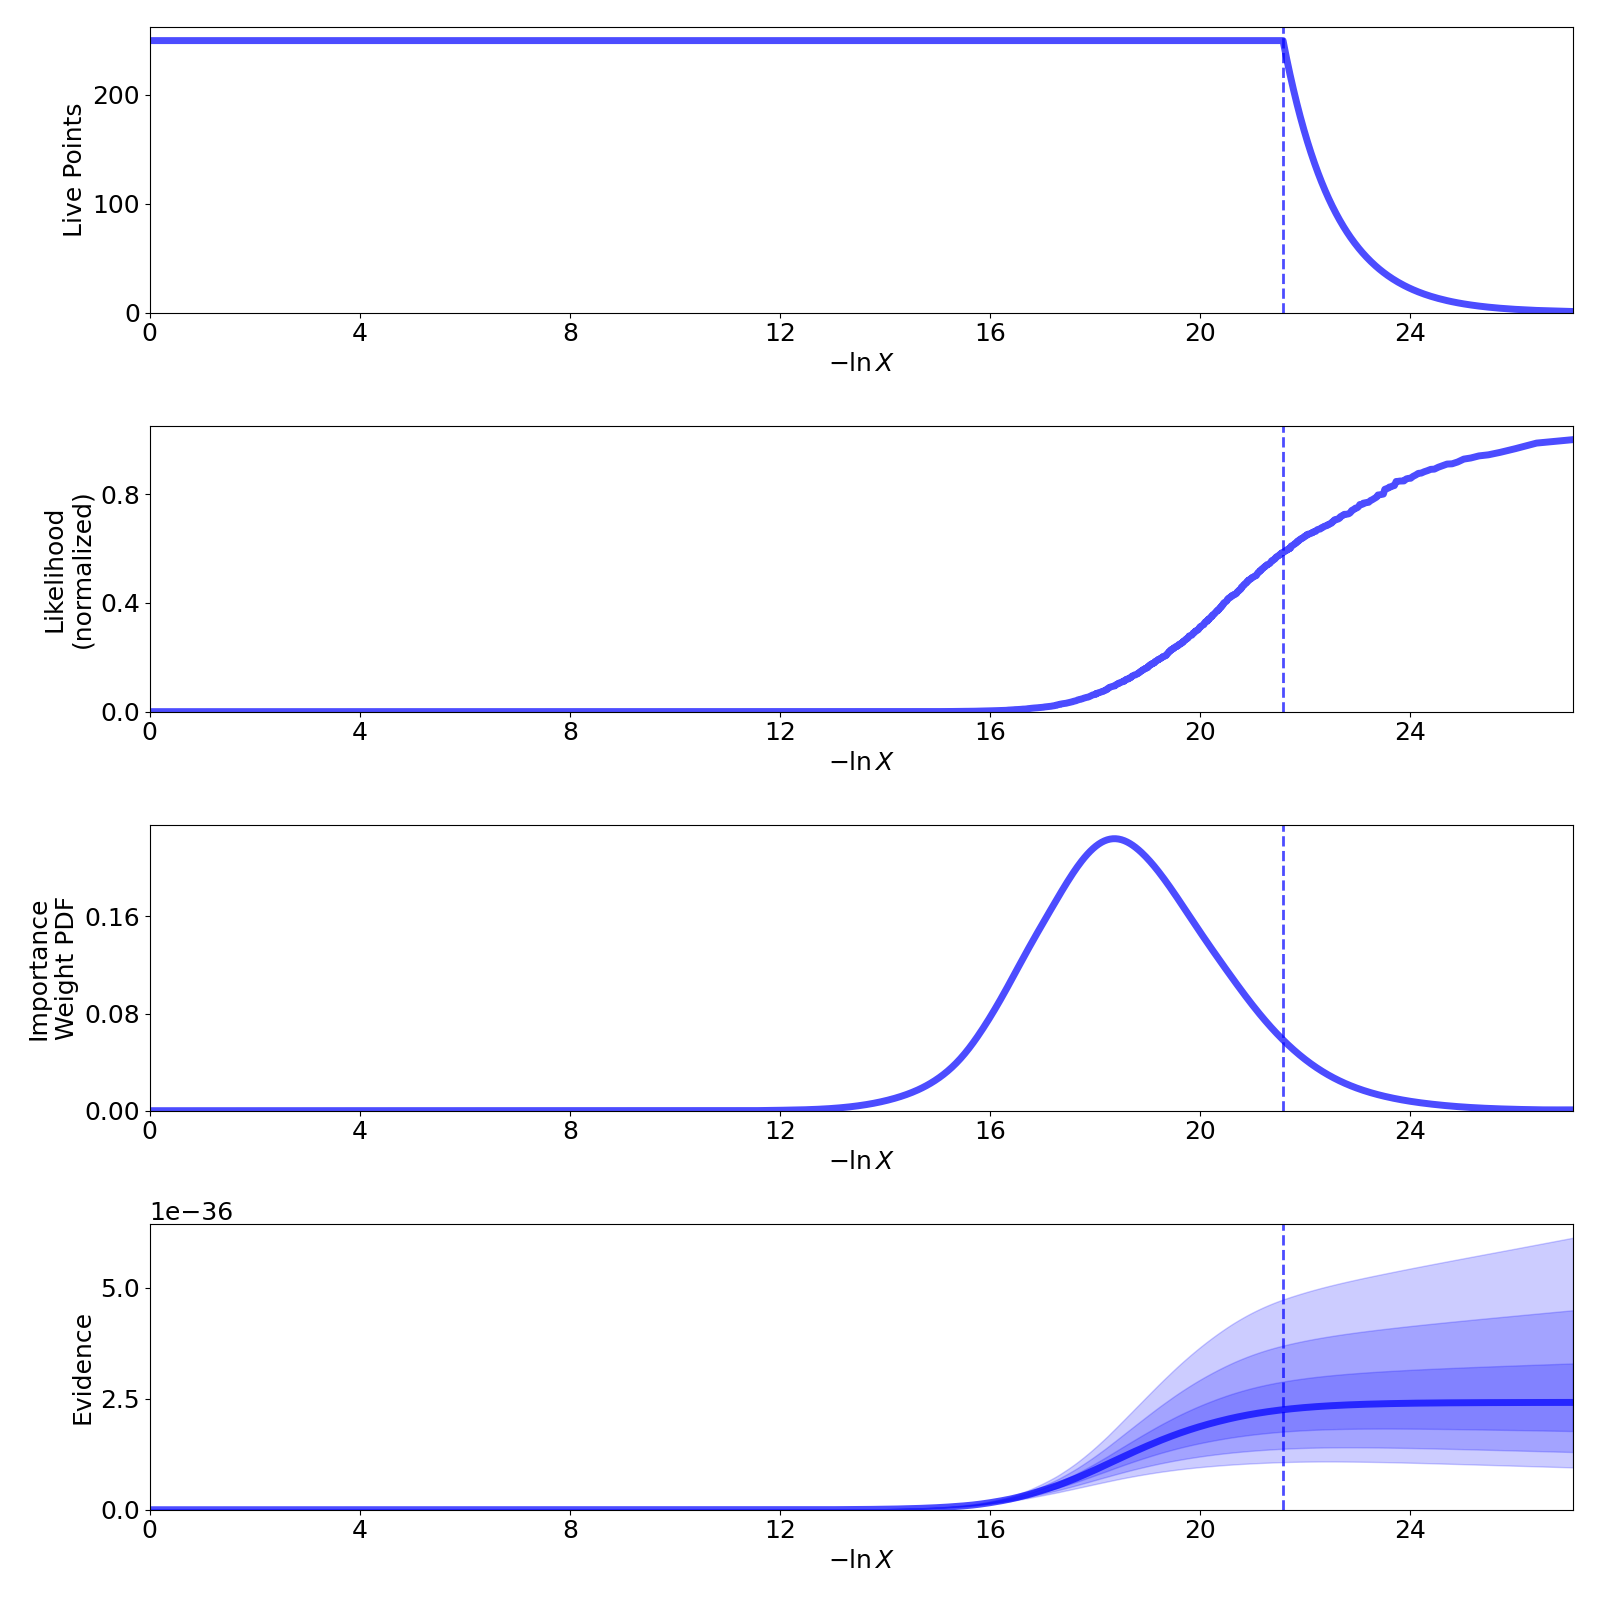 Live Points
200
100
0
0 4 8 12 16 20 24
−ln X
Likelihood
(normalized)
0.8
0.4
0.0
0 4 8 12 16 20 24
−ln X
Importance
Weight PDF
0.16
0.08
0.00
0 4 8 12 16 20 24
−ln X
1e−36
Evidence
5.0
2.5
0.0
0 4 8 12 16 20 24
−ln X